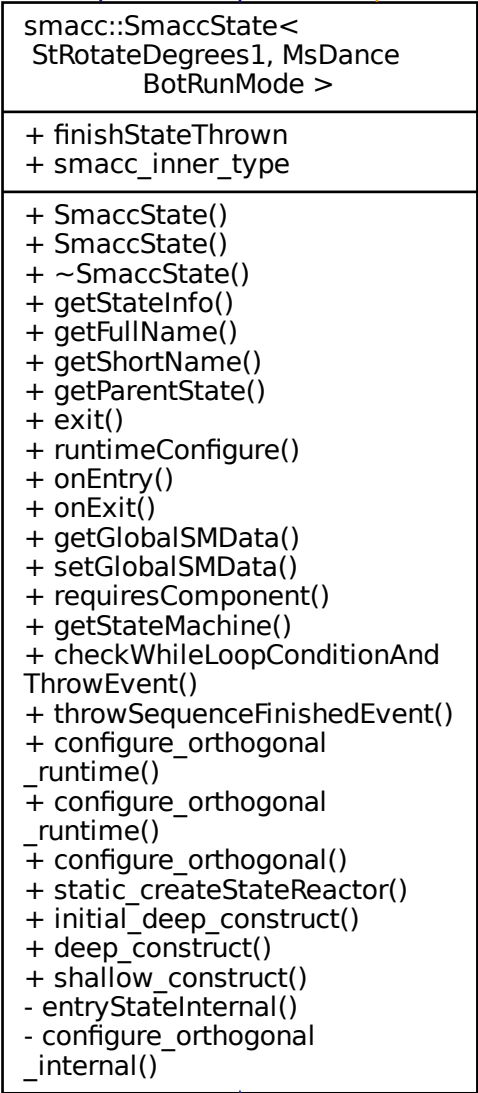 smacc::SmaccState<
StRotateDegrees1, MsDance
BotRunMode >
+ finishStateThrown
+ smacc_inner_type
+ SmaccState()
+ SmaccState()
+ ~SmaccState()
+ getStateInfo()
+ getFullName()
+ getShortName()
+ getParentState()
+ exit()
+ runtimeConfigure()
+ onEntry()
+ onExit()
+ getGlobalSMData()
+ setGlobalSMData()
+ requiresComponent()
+ getStateMachine()
+ checkWhileLoopConditionAnd
ThrowEvent()
+ throwSequenceFinishedEvent()
+ configure_orthogonal
_runtime()
+ configure_orthogonal
_runtime()
+ configure_orthogonal()
+ static_createStateReactor()
+ initial_deep_construct()
+ deep_construct()
+ shallow_construct()
- entryStateInternal()
- configure_orthogonal
_internal()